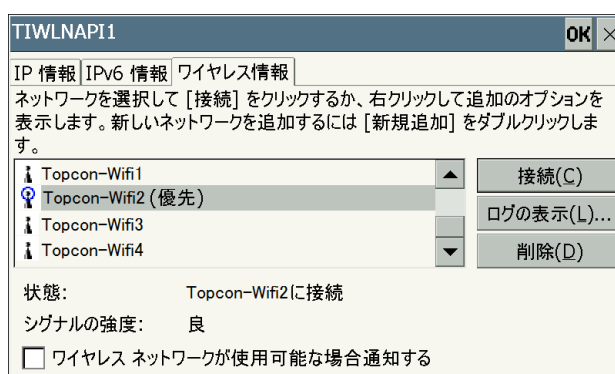 TIWLNAPI1 OK ×
IP 情報 IPv6 情報 ワイヤレス情報
ネットワークを選択して [接続] をクリックするか、右クリックして追加のオプションを
表示します。新しいネットワークを追加するには [新規追加] をダブルクリックしま
す。
Topcon-Wifi1
Topcon-Wifi2 (優先)
Topcon-Wifi3
Topcon-Wifi4
接続(C)
ログの表示(L)...
削除(D)
状態: Topcon-Wifi2に接続
シグナルの強度: 良
ワイヤレス ネットワークが使用可能な場合通知する